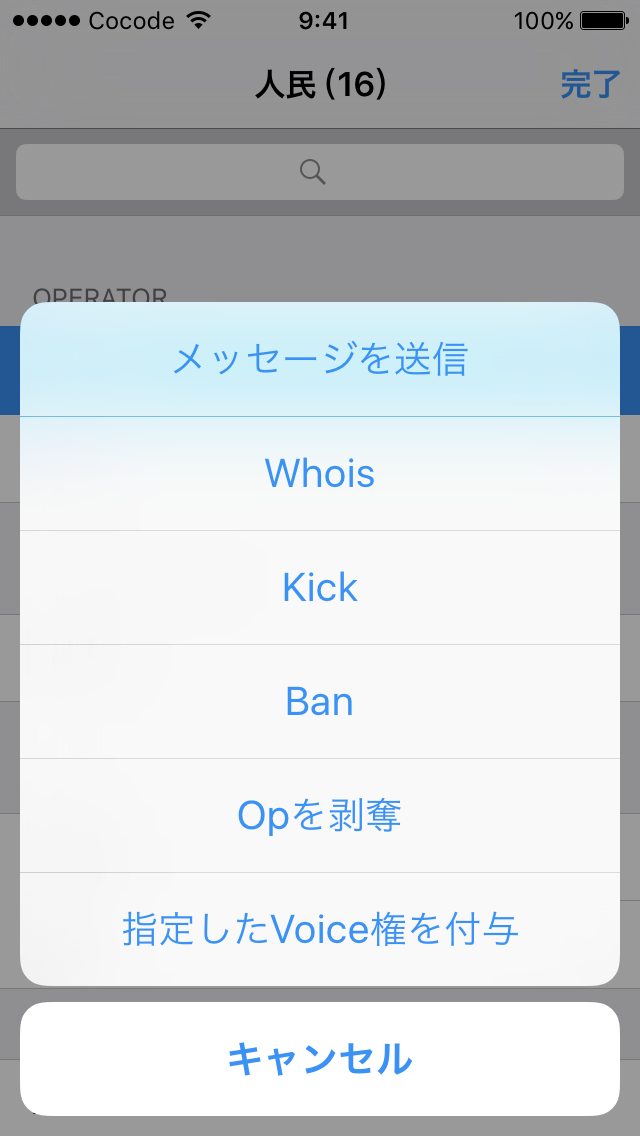 ●●●●● Cocode 9:41 100%
人民 (16) 完了
OPERATOR
メッセージを送信
Whois
Kick
Ban
Opを剥奪
指定したVoice権を付与
キャンセル